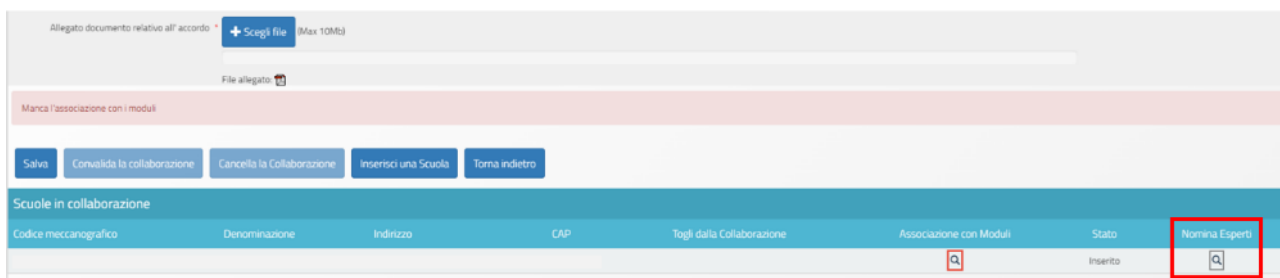 Allegato documento relativo all' accordo * + Scegli file (Max 10Mb)
File allegato:
Manca l'associazione con i moduli
Salva Convalida la collaborazione Cancella la Collaborazione Inserisci una Scuola Torna indietro
Scuole in collaborazione
Codice meccanografico Denominazione Indirizzo CAP Togli dalla Collaborazione Associazione con Moduli Stato Nomina Esperti
Inserito